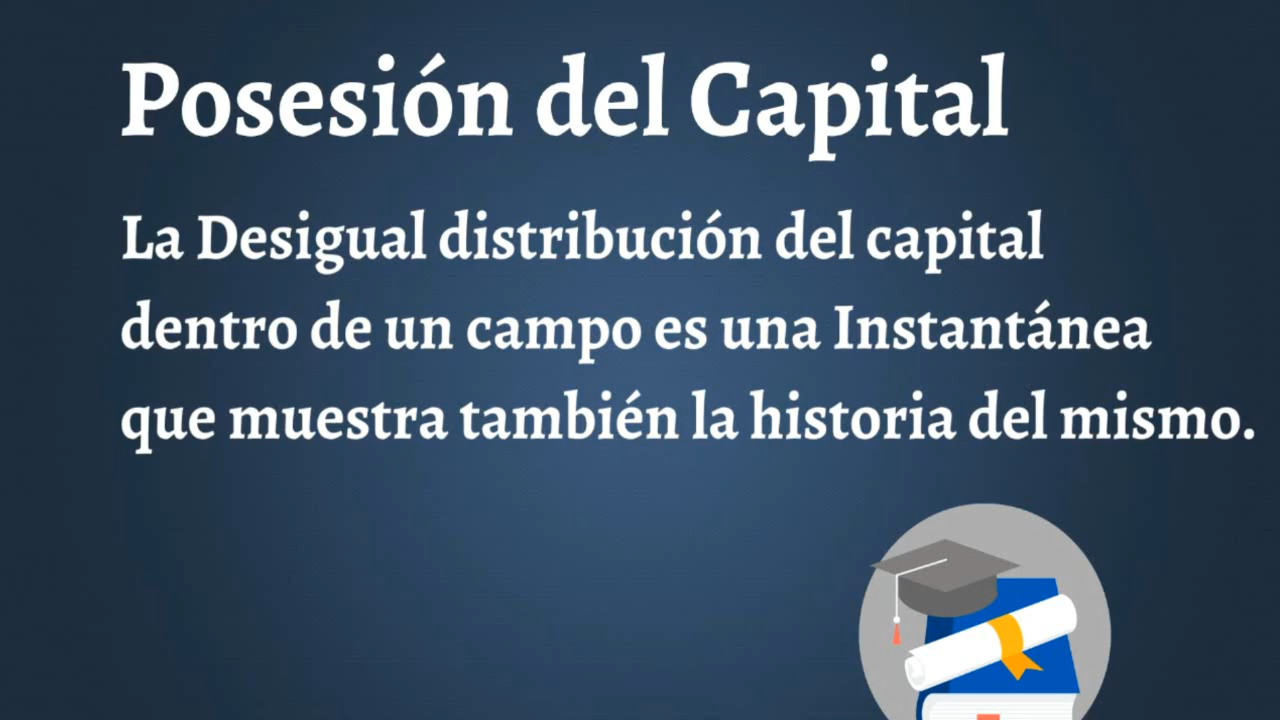 Posesión del Capital
La Desigual distribución del capital
dentro de un campo es una Instantánea
que muestra también la historia del mismo.